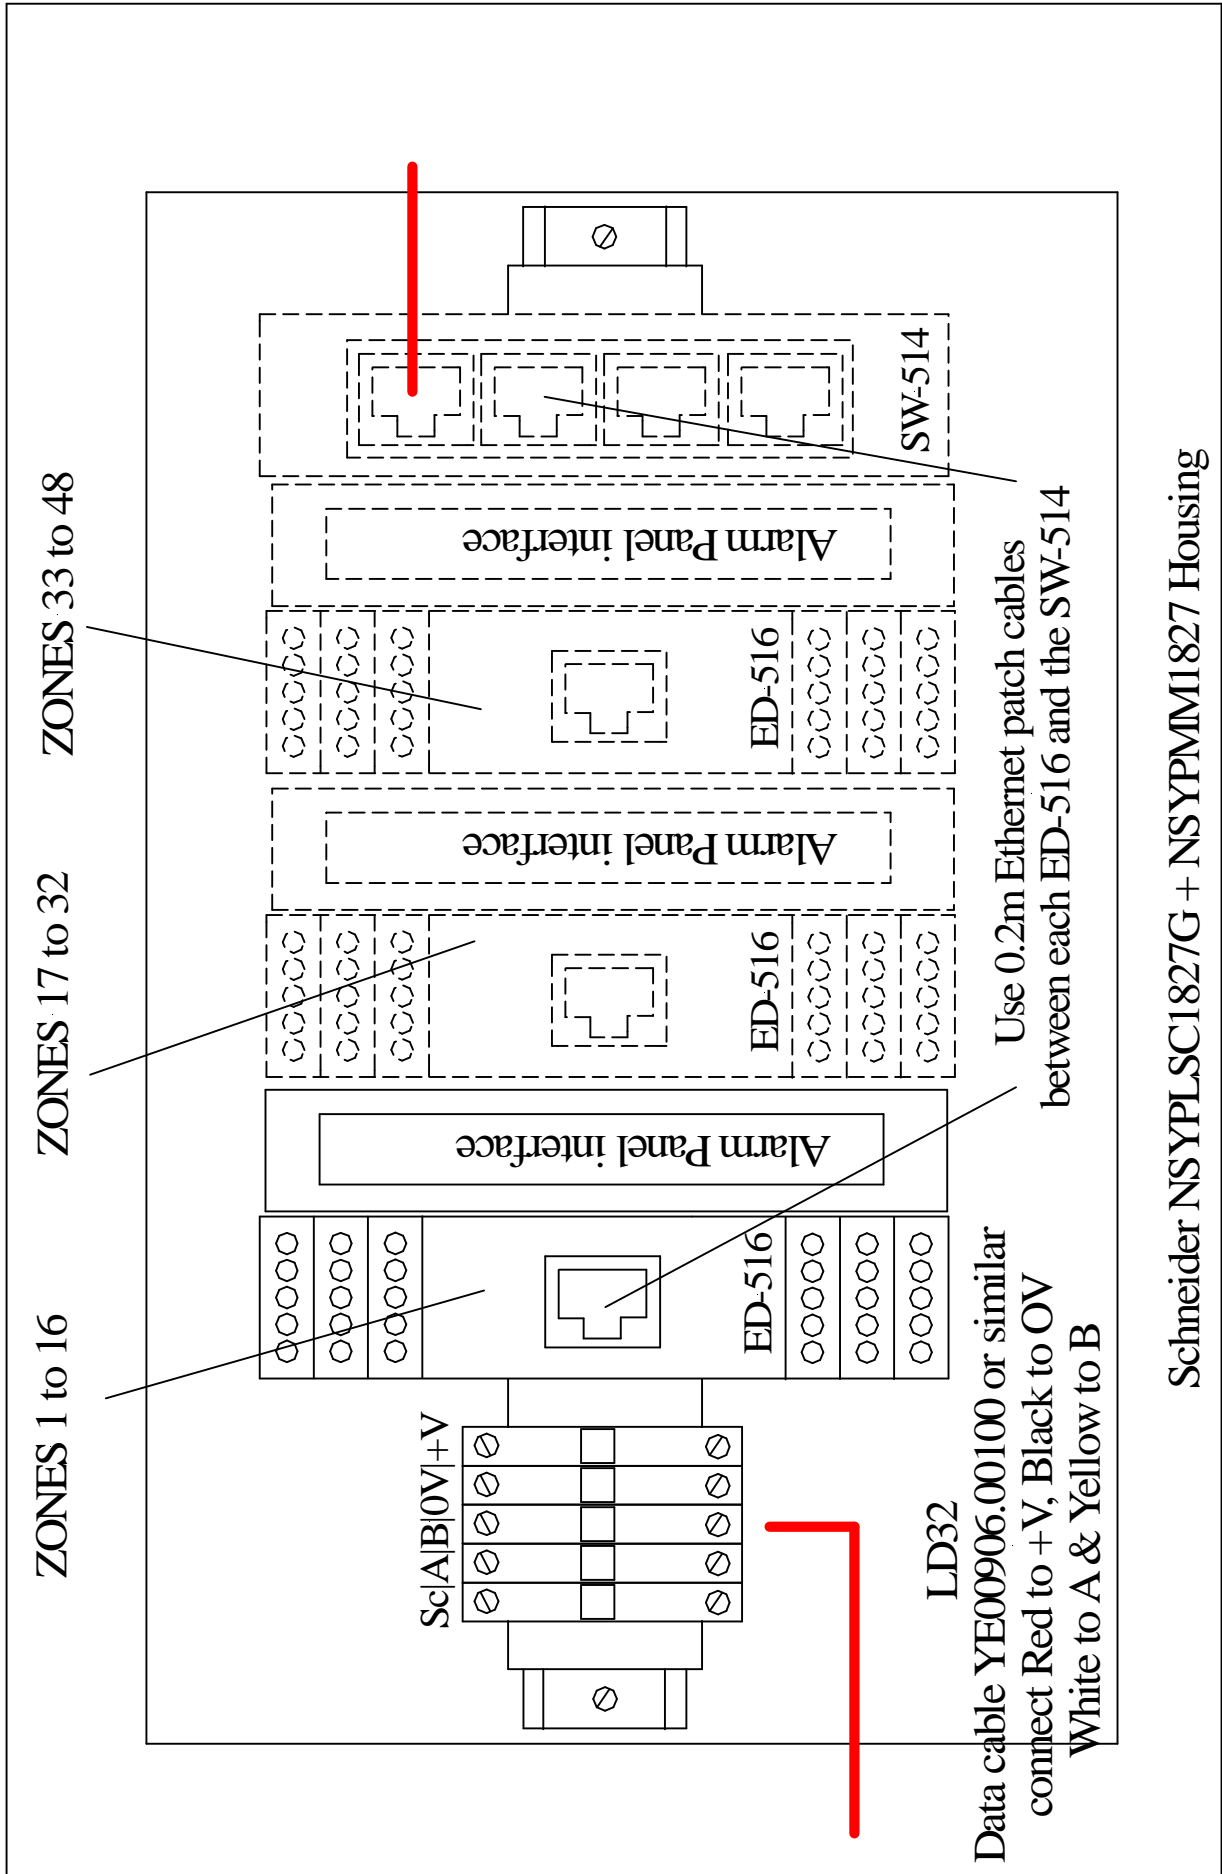 ZONES 1 to 16
ZONES 17 to 32
ZONES 33 to 48
Sc|A|B|0V|+V
Alarm Panel interface
Alarm Panel interface
Alarm Panel interface
ED-516
ED-516
ED-516
SW-514
LD32
Data cable YE00906.00100 or similar
connect Red to +V, Black to OV
White to A & Yellow to B
Use 0.2m Ethernet patch cables
between each ED-516 and the SW-514
Schneider NSYPLSC1827G + NSYPMM1827 Housing